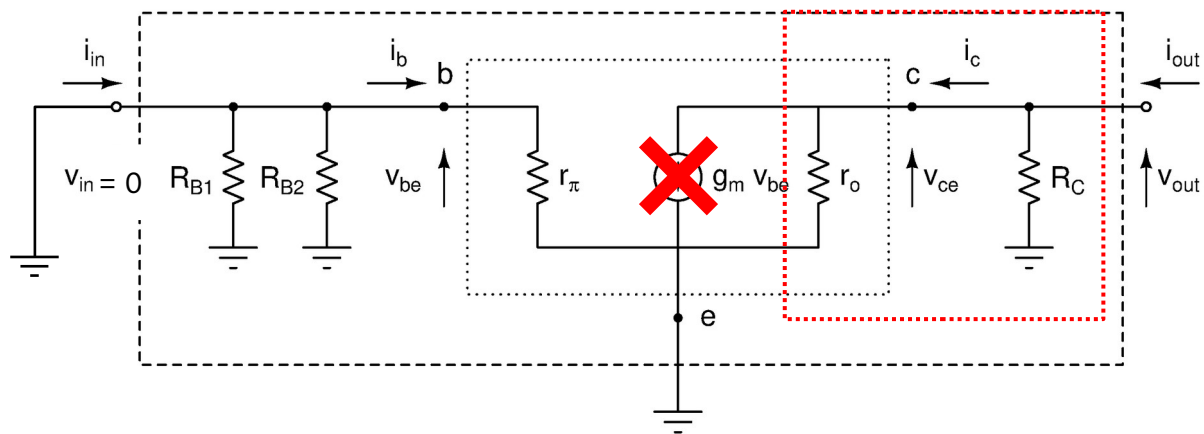 i_in
i_b
b
c
i_c
i_out
v_in = 0
R_B1
R_B2
v_be
r_π
g_m v_be
r_o
v_ce
R_C
v_out
e